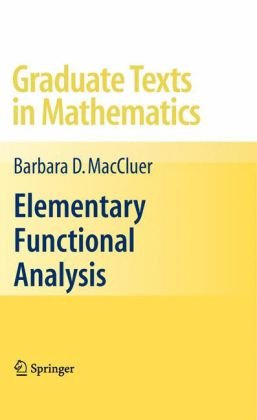 Graduate Texts
in Mathematics
Barbara D. MacCluer
Elementary
Functional
Analysis
Springer